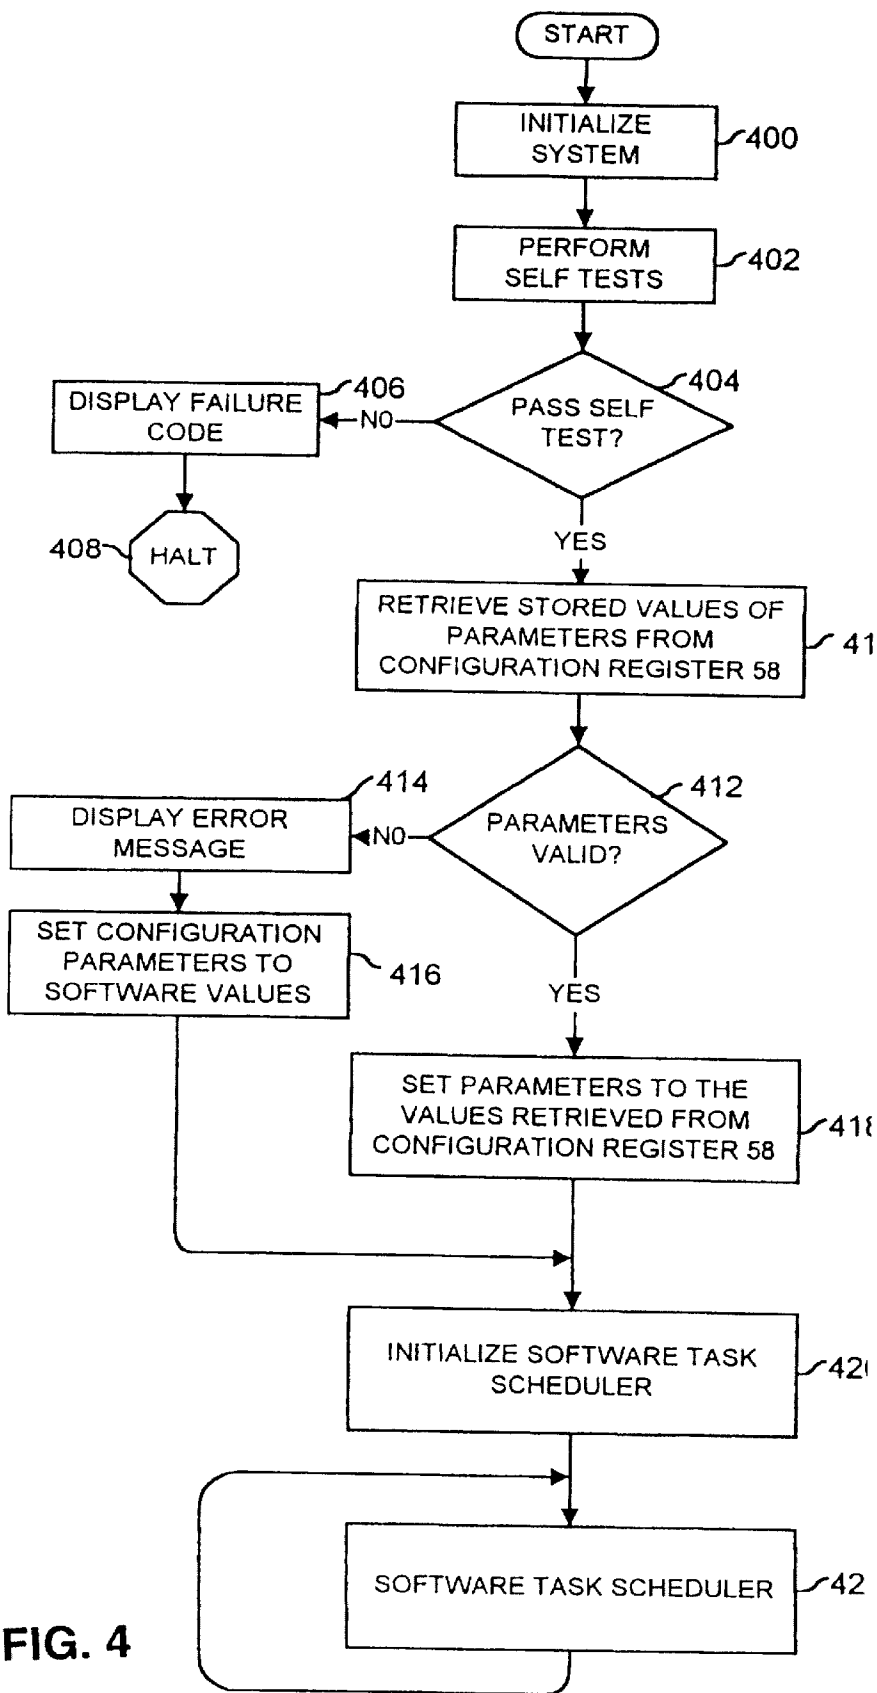 START
INITIALIZE
SYSTEM
400
PERFORM
SELF TESTS
402
PASS SELF
TEST?
404
NO
DISPLAY FAILURE
CODE
406
HALT
408
YES
RETRIEVE STORED VALUES OF
PARAMETERS FROM
CONFIGURATION REGISTER 58
41
PARAMETERS
VALID?
412
NO
DISPLAY ERROR
MESSAGE
414
SET CONFIGURATION
PARAMETERS TO
SOFTWARE VALUES
416
YES
SET PARAMETERS TO THE
VALUES RETRIEVED FROM
CONFIGURATION REGISTER 58
418
INITIALIZE SOFTWARE TASK
SCHEDULER
420
SOFTWARE TASK SCHEDULER
42
FIG. 4